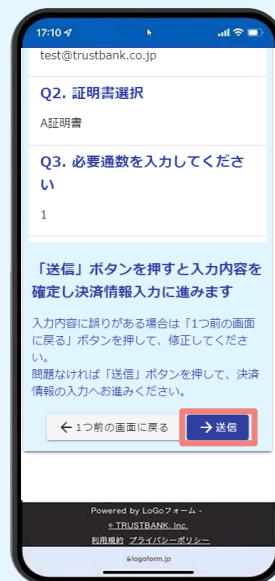 17:10
test@trustbank.co.jp
Q2. 証明書選択
A証明書
Q3. 必要通数を入力してくださ
い
1
「送信」ボタンを押すと入力内容を
確定し決済情報入力に進みます
入力内容に誤りがある場合は「1つ前の画面
に戻る」ボタンを押して、修正してくださ
い。
問題なければ「送信」ボタンを押して、決済
情報の入力へお進みください。
←1つ前の画面に戻る
→送信
Powered by LoGoフォーム -
© TRUSTBANK, Inc.
利用規約 プライバシーポリシー
logoform.jp